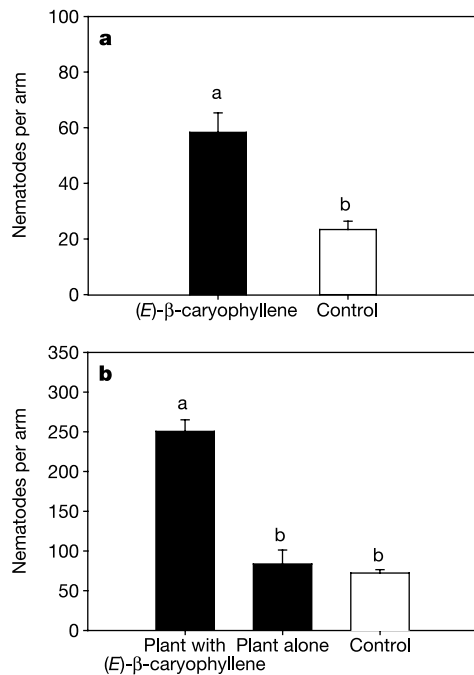 a
Nematodes per arm
100
80
60
40
20
0
a
b
(E)-β-caryophyllene
Control
b
Nematodes per arm
350
300
250
200
150
100
50
0
a
b
b
Plant with
(E)-β-caryophyllene
Plant alone
Control